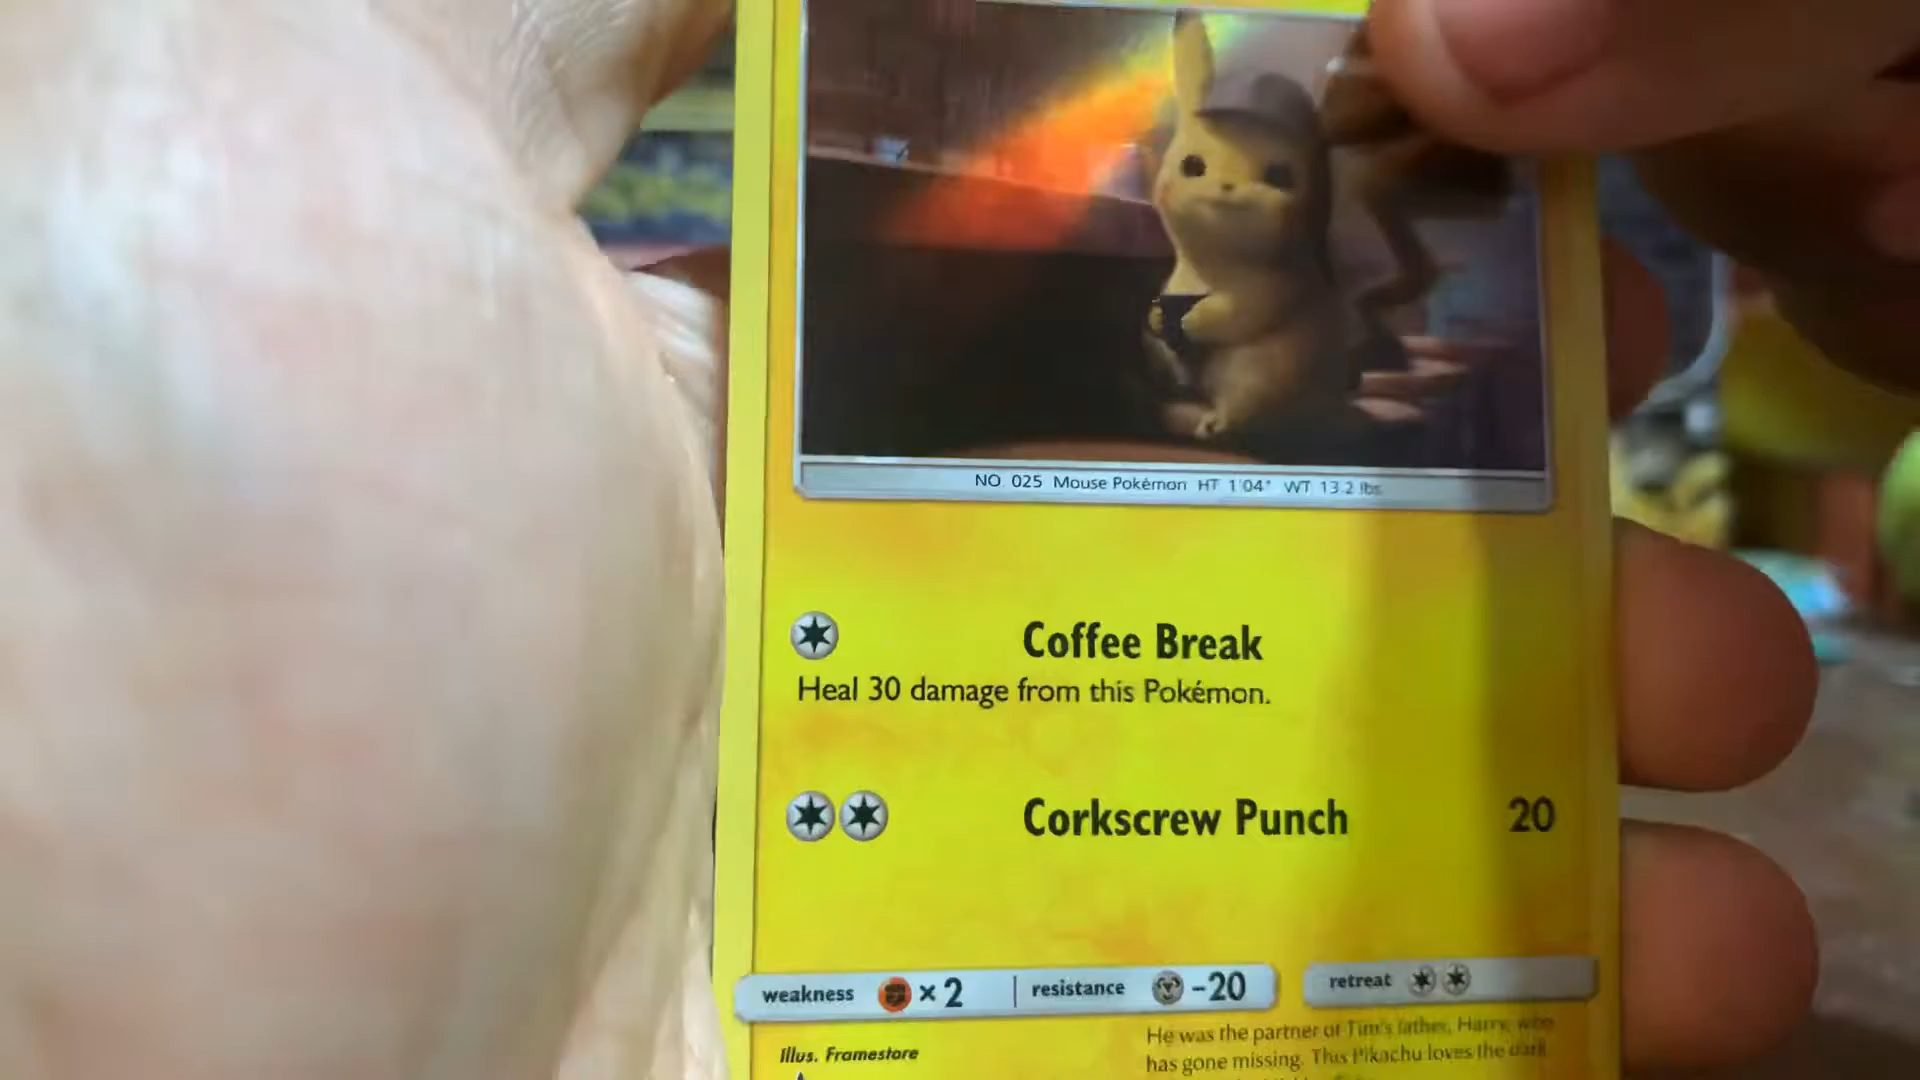 NO. 025 Mouse Pokémon HT 1'04" WT 13.2 lbs
Coffee Break
Heal 30 damage from this Pokémon.
Corkscrew Punch 20
weakness ×2 resistance -20 retreat
Illus. Framestore
He was the partner of Tim's father, Harry, who
has gone missing. This Pikachu loves the dark